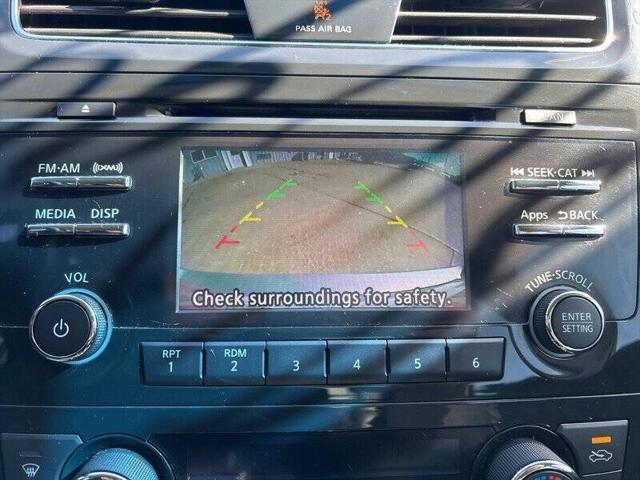 PASS AIR BAG
FM·AM
((XM))
SEEK·CAT
MEDIA
DISP
Apps
BACK
Check surroundings for safety.
VOL
TUNE·SCROLL
ENTER
SETTING
RPT
1
RDM
2
3
4
5
6